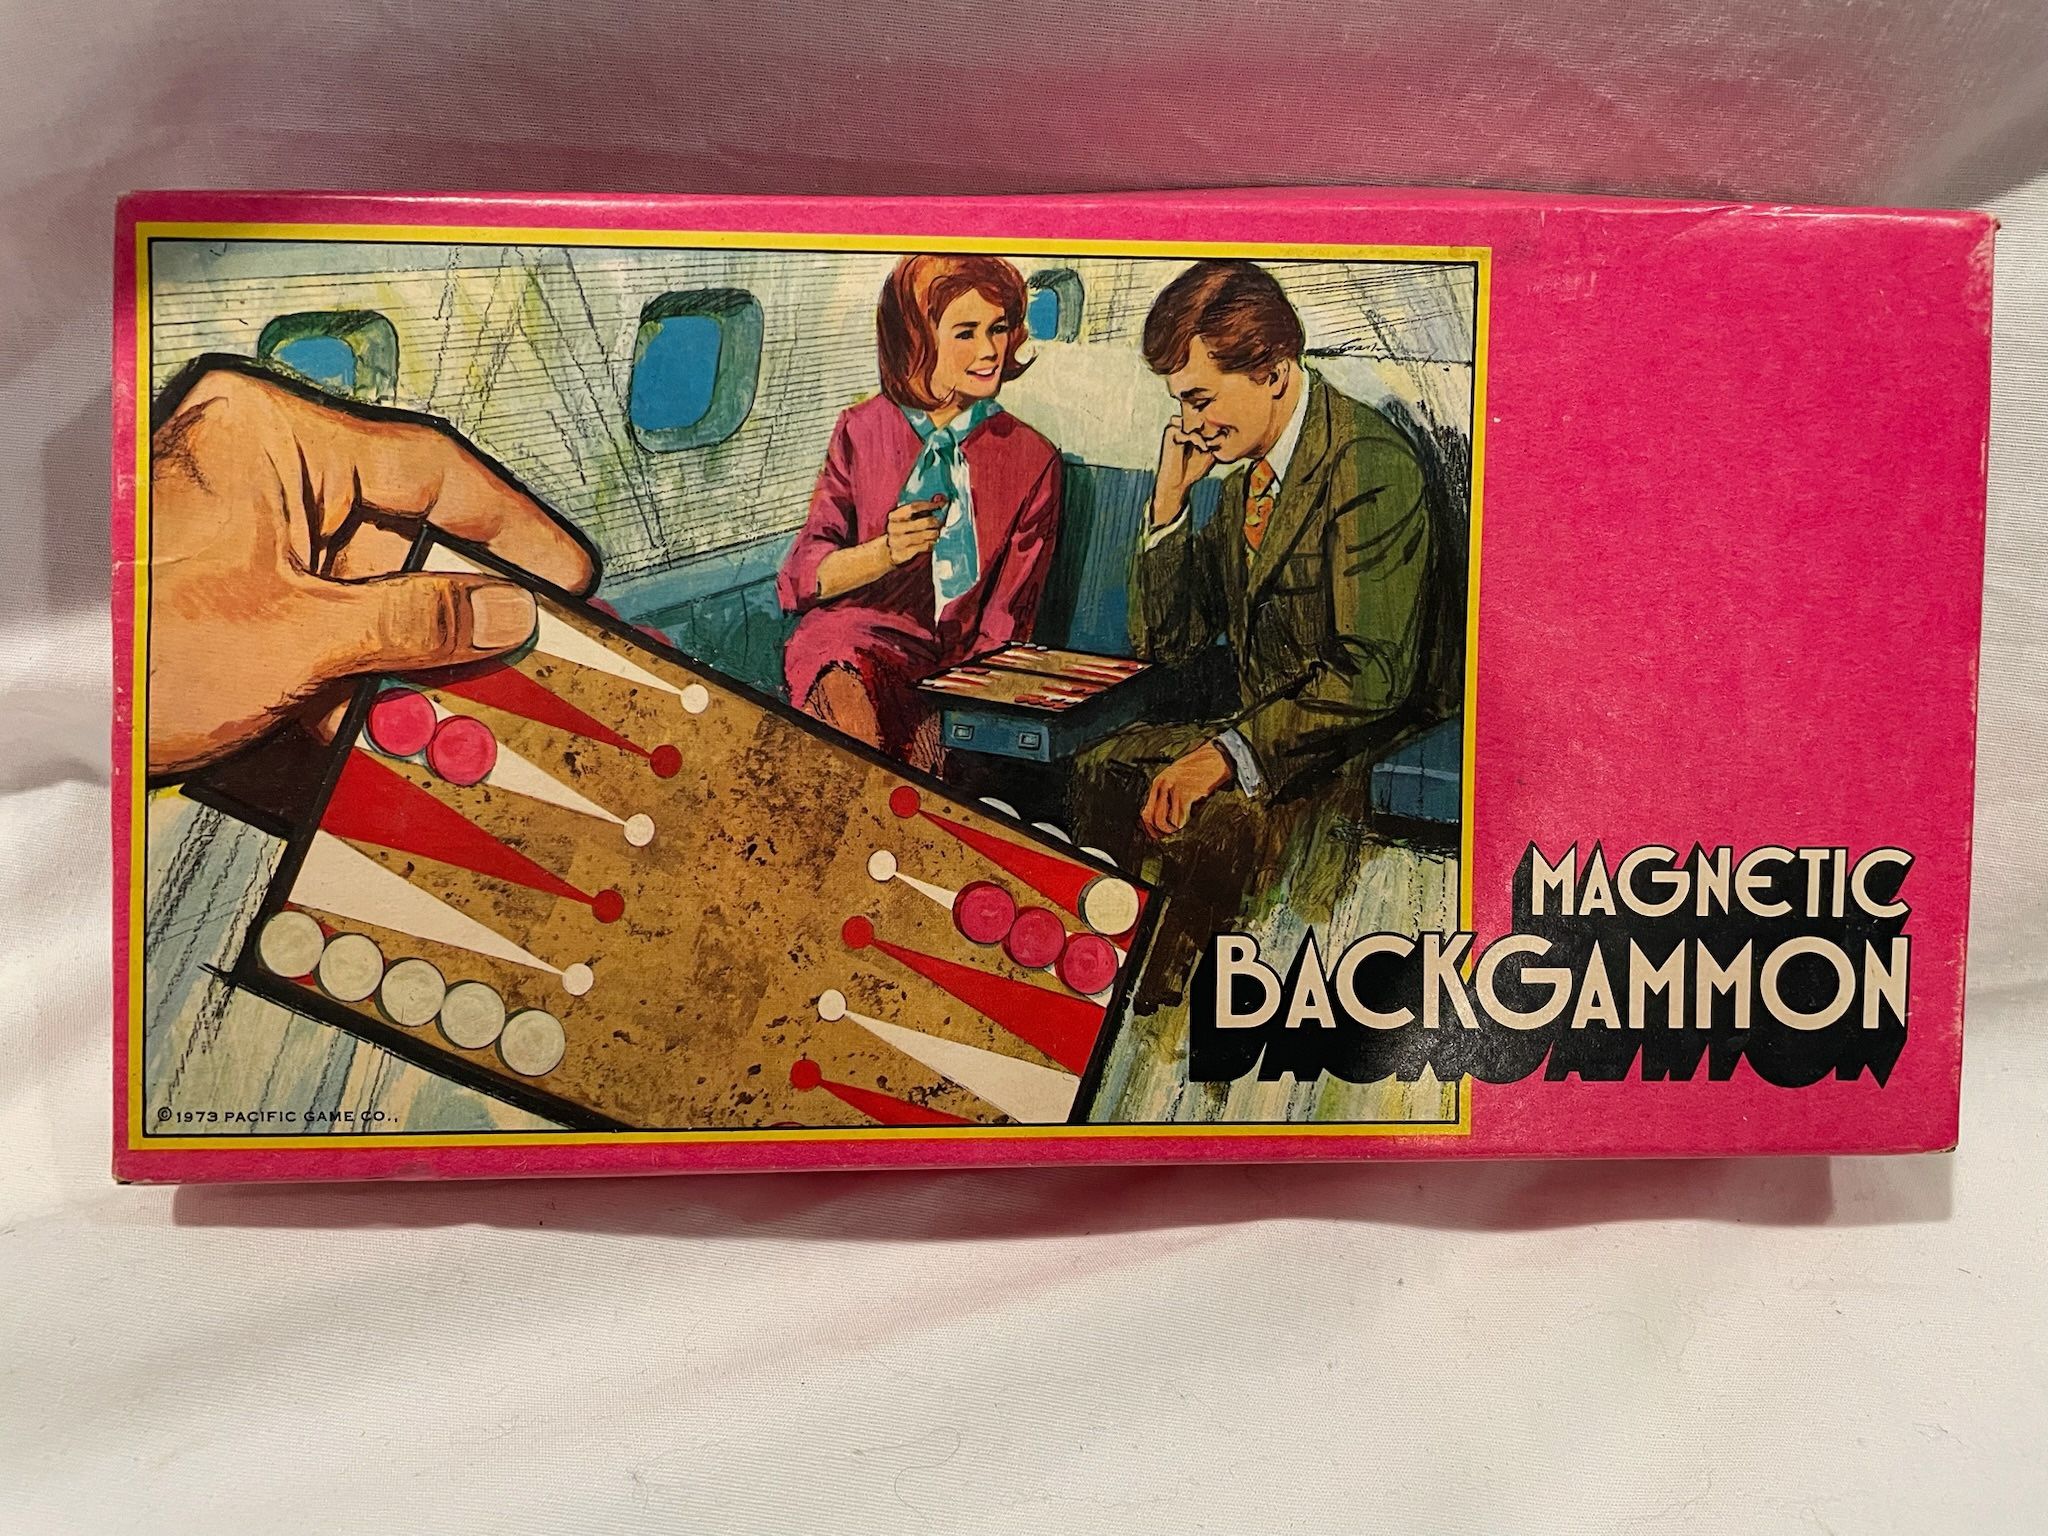 MAGNETIC
BACKGAMMON
©1973 PACIFIC GAME CO.,